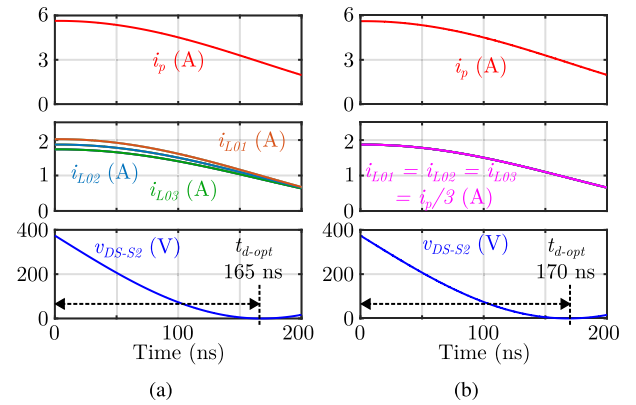 6
3
0
i_p (A)
2
1
0
i_L01 (A)
i_L02 (A)
i_L03 (A)
400
200
0
v_DS-S2 (V)
t_d-opt
165 ns
0
100
200
Time (ns)
(a)
6
3
0
i_p (A)
2
1
0
i_L01 = i_L02 = i_L03
= i_p/3 (A)
400
200
0
v_DS-S2 (V)
t_d-opt
170 ns
0
100
200
Time (ns)
(b)